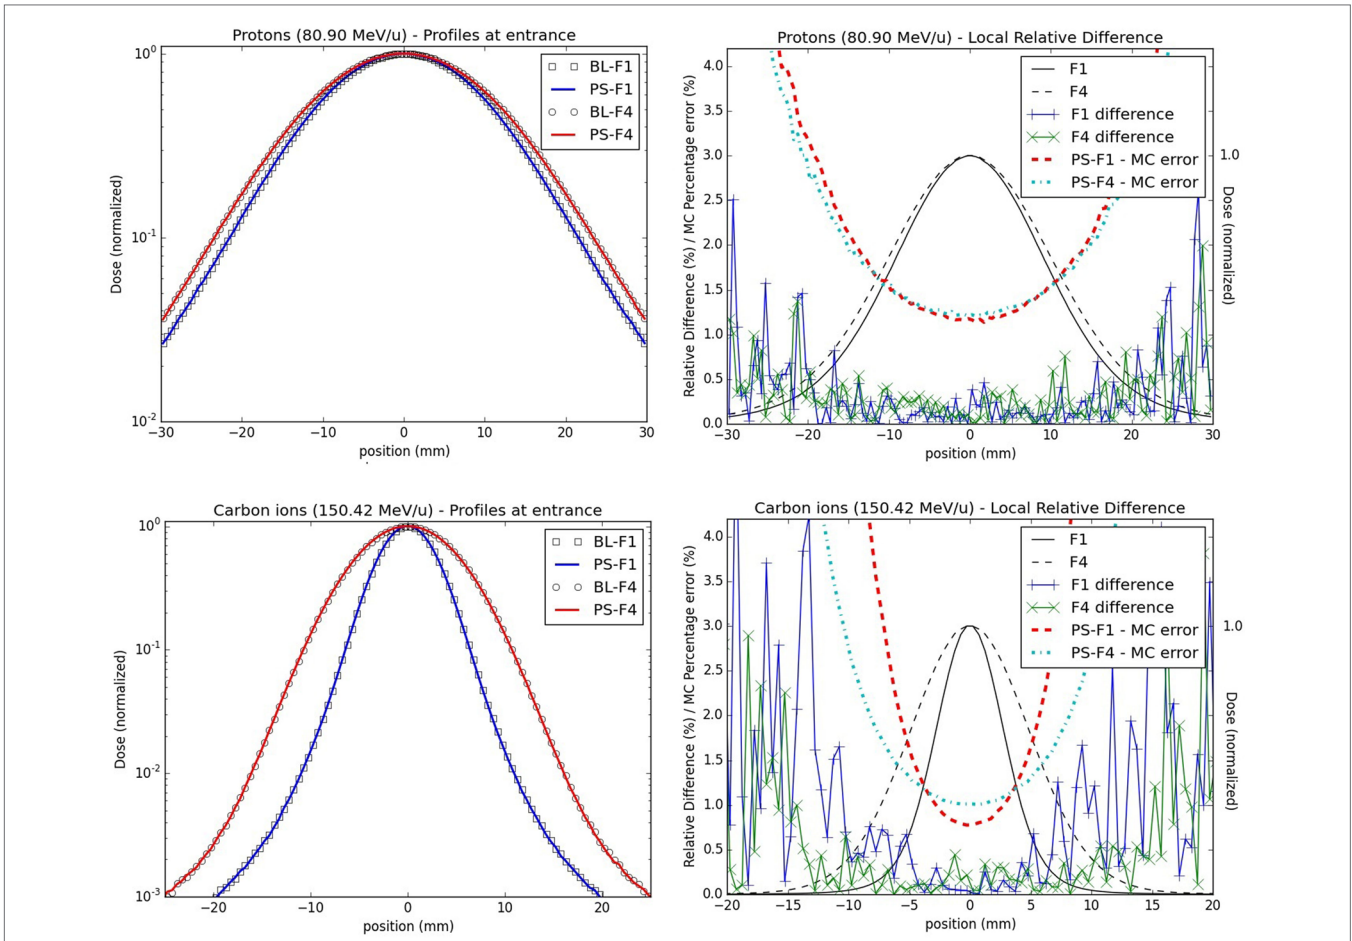 Protons (80.90 MeV/u) - Profiles at entrance
10⁰
10⁻¹
10⁻²
Dose (normalized)
BL-F1
PS-F1
BL-F4
PS-F4
−30
−20
−10
0
10
20
30
position (mm)
Protons (80.90 MeV/u) - Local Relative Difference
4.0
3.5
3.0
2.5
2.0
1.5
1.0
0.5
0.0
Relative Difference (%) / MC Percentage error (%)
F1
F4
F1 difference
F4 difference
PS-F1 - MC error
PS-F4 - MC error
1.0
Dose (normalized)
−30
−20
−10
0
10
20
30
position (mm)
Carbon ions (150.42 MeV/u) - Profiles at entrance
10⁰
10⁻¹
10⁻²
10⁻³
Dose (normalized)
BL-F1
PS-F1
BL-F4
PS-F4
−20
−10
0
10
20
position (mm)
Carbon ions (150.42 MeV/u) - Local Relative Difference
4.0
3.5
3.0
2.5
2.0
1.5
1.0
0.5
0.0
Relative Difference (%) / MC Percentage error (%)
F1
F4
F1 difference
F4 difference
PS-F1 - MC error
PS-F4 - MC error
1.0
Dose (normalized)
−20
−15
−10
−5
0
5
10
15
20
position (mm)